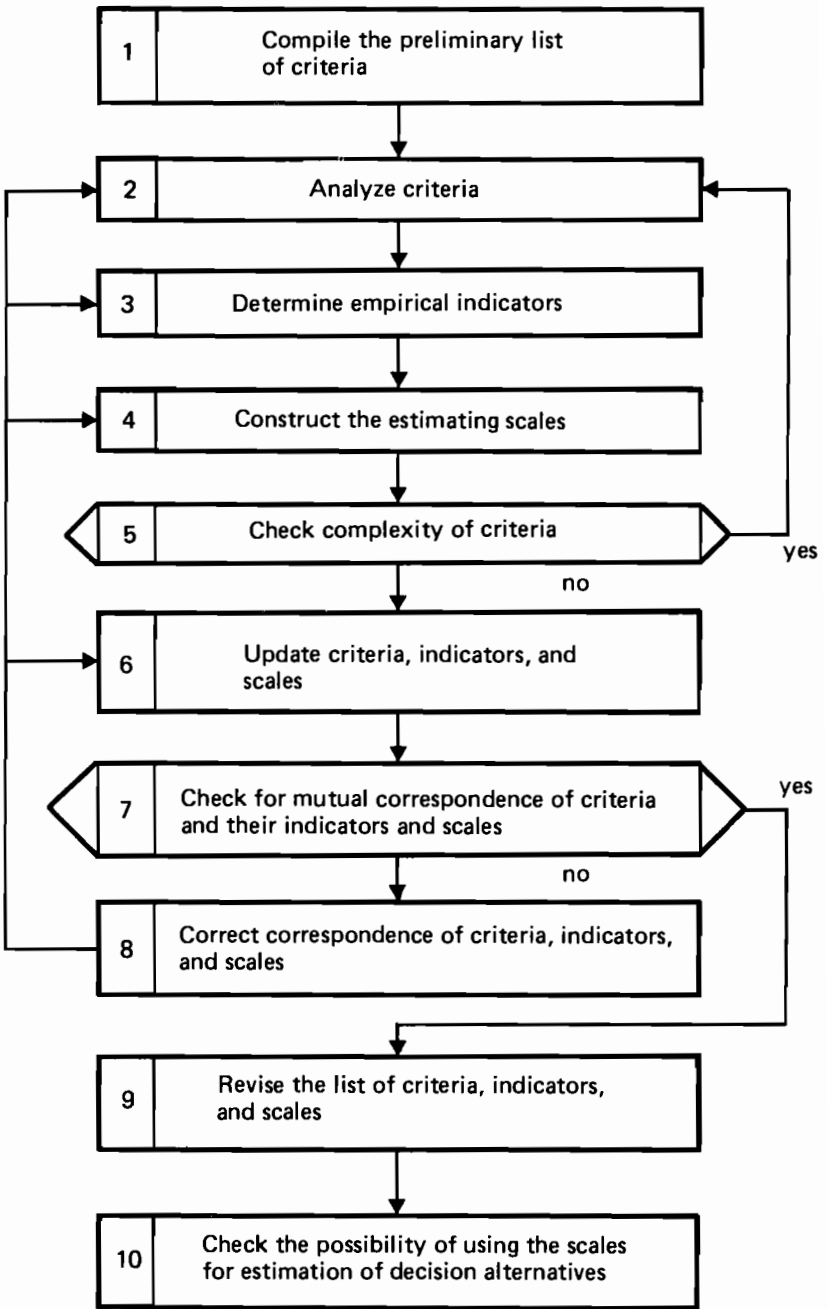 1
Compile the preliminary list
of criteria
2
Analyze criteria
3
Determine empirical indicators
4
Construct the estimating scales
5
Check complexity of criteria
yes
no
6
Update criteria, indicators, and
scales
yes
7
Check for mutual correspondence of criteria
and their indicators and scales
no
8
Correct correspondence of criteria, indicators,
and scales
9
Revise the list of criteria, indicators,
and scales
10
Check the possibility of using the scales
for estimation of decision alternatives